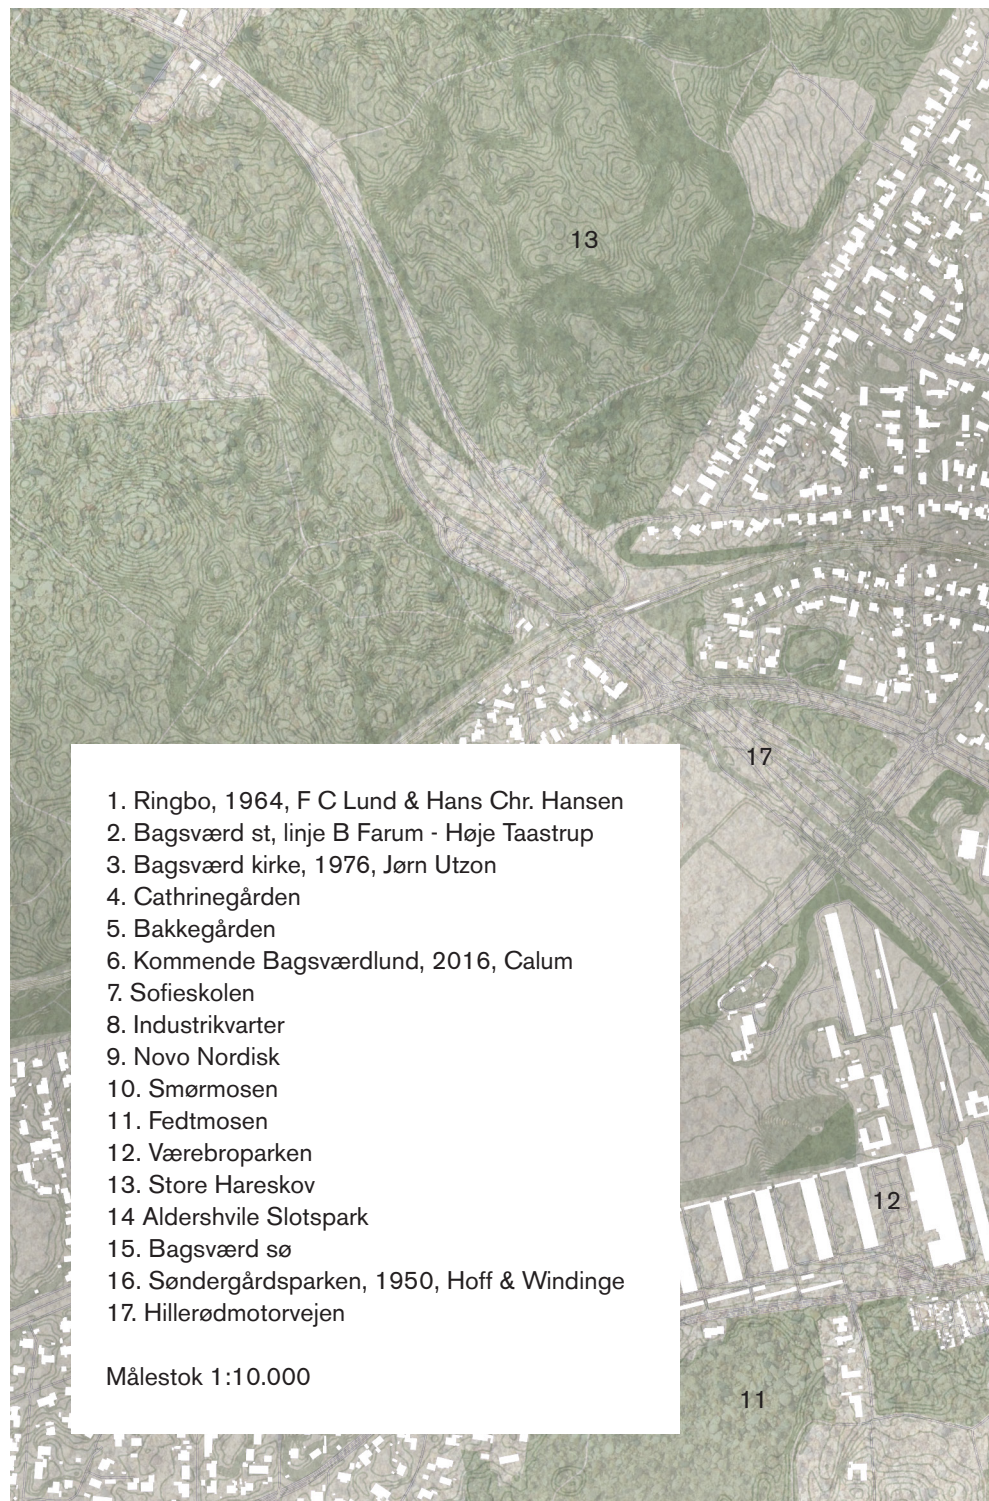 13
17
1. Ringbo, 1964, F C Lund & Hans Chr. Hansen
2. Bagsværd st, linje B Farum - Høje Taastrup
3. Bagsværd kirke, 1976, Jørn Utzon
4. Cathrinegården
5. Bakkegården
6. Kommende Bagsværdlund, 2016, Calum
7. Sofieskolen
8. Industrikvarter
9. Novo Nordisk
10. Smørmosen
11. Fedtmosen
12. Værebroparken
13. Store Hareskov
14 Aldershvile Slotspark
15. Bagsværd sø
16. Søndergårdsparken, 1950, Hoff & Windinge
17. Hillerødmotorvejen
Målestok 1:10.000
12
11